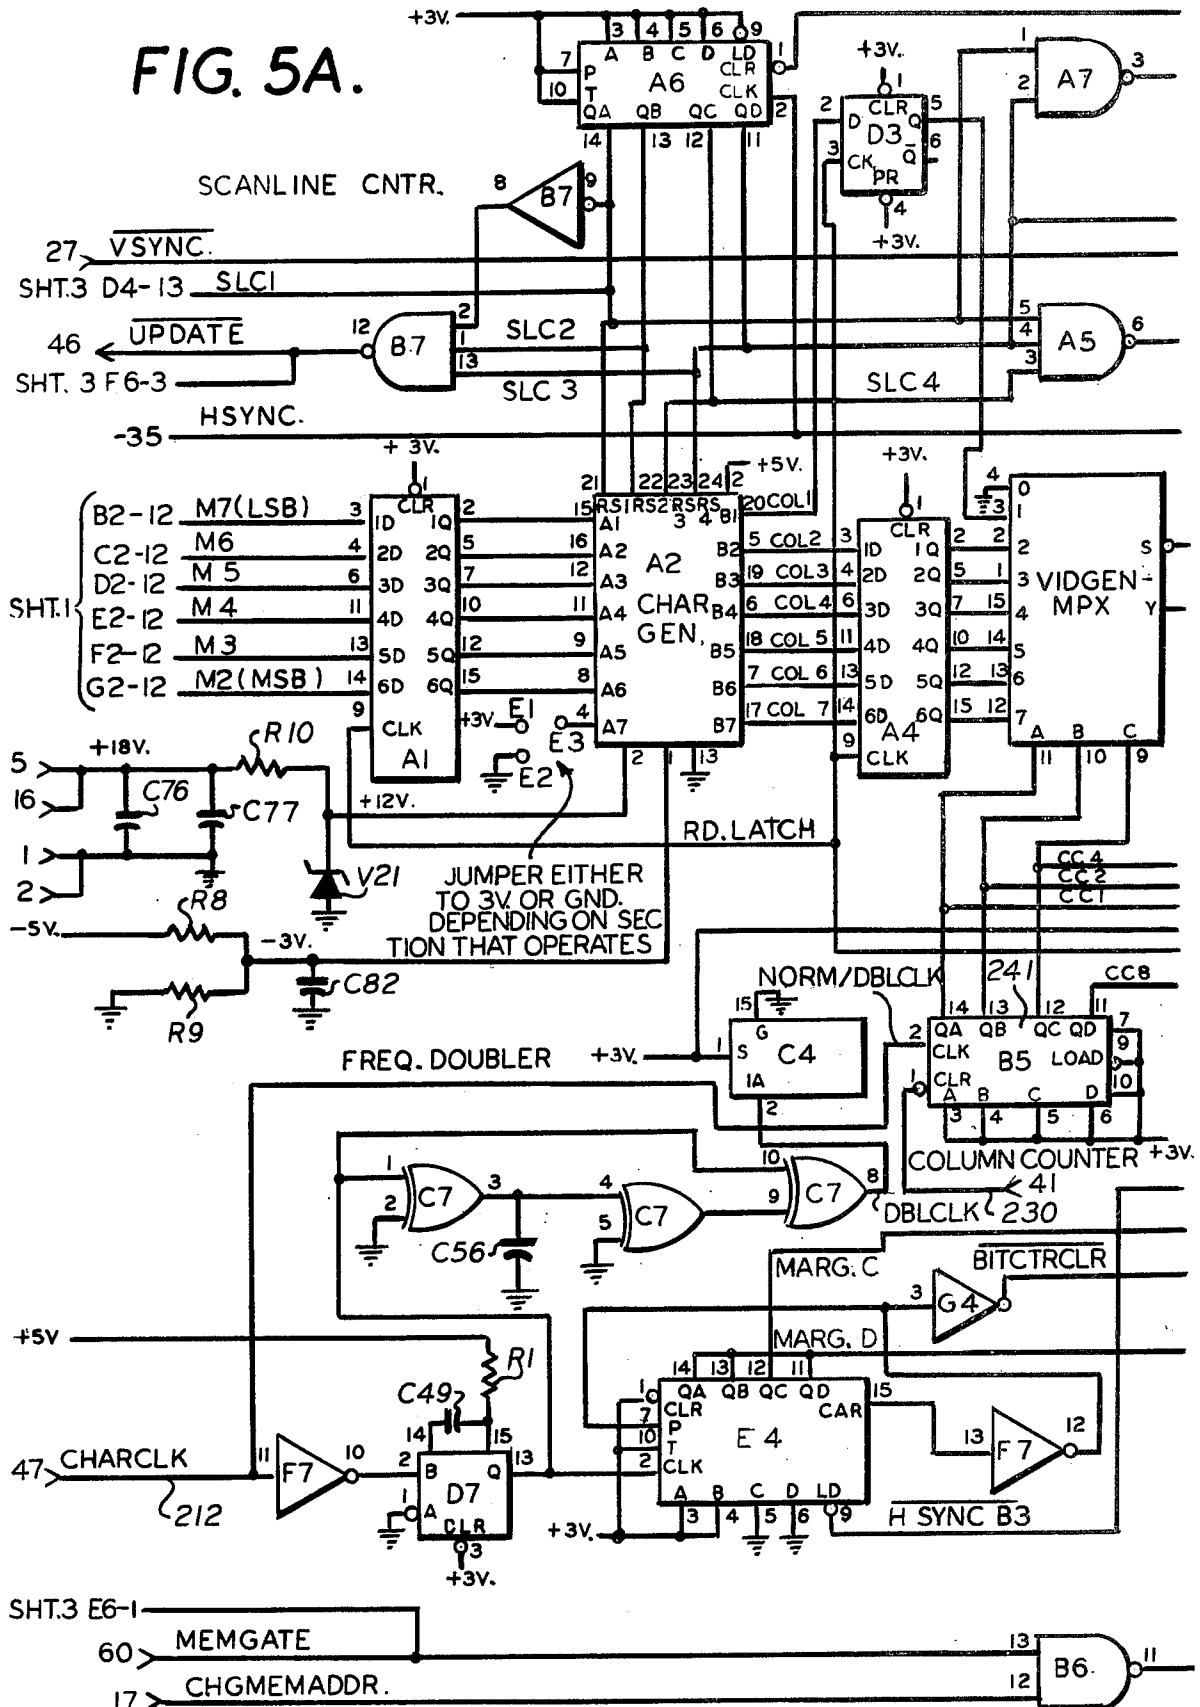 FIG. 5A.
+3V.
3 4 5 6 9
A B C D LD
7 P
10 T
A6
CLR 1
CLK 2
QA QB QC QD
14 13 12 11
+3V.
1
CLR
2 D
D3
Q 5
3 CK
Q 6
PR
4
+3V.
1
2
A7
3
SCANLINE CNTR.
8 B7 9
27 VSYNC.
SHT.3 D4-13 SLC1
46 UPDATE
SHT. 3 F6-3
12 B7 2
1
13
SLC2
SLC 3
SLC4
5
4
3
A5
6
-35 HSYNC.
+3V.
1
CLR
SHT.1
B2-12 M7(LSB) 3 1D 1Q 2
C2-12 M6 4 2D 2Q 5
D2-12 M5 6 3D 3Q 7
E2-12 M4 11 4D 4Q 10
F2-12 M3 13 5D 5Q 12
G2-12 M2(MSB) 14 6D 6Q 15
9 CLK
A1
21 22 23 24 2 +5V.
RS1 RS2 RS3 RS4
15 A1 B1 20 COL1
16 A2 B2 5 COL2
12 A3 B3 19 COL3
11 A4 B4 6 COL4
9 A5 B5 18 COL 5
8 A6 B6 7 COL 6
4 A7 B7 17 COL 7
A2
CHAR
GEN.
2 1 13
+3V. E1
E3
E2
+3V.
1
CLR
3 1D 1Q 2
4 2D 2Q 5
6 3D 3Q 7
11 4D 4Q 10
13 5D 5Q 12
14 6D 6Q 15
9 CLK
A4
4 0
3 1
2 2
1 3
15 4
14 5
13 6
12 7
VIDGEN-
MPX
S
Y
A B C
11 10 9
5
16
1
2
+18V.
R10
C76
C77
+12V.
V21
RD.LATCH
JUMPER EITHER
TO 3V. OR GND.
DEPENDING ON SEC
TION THAT OPERATES
-5V.
R8
-3V.
R9
C82
CC4
CC2
CC1
NORM/DBLCLK
241
CC8
FREQ. DOUBLER
+3V.
15
G
1 S
C4
1A
2
14 13 12 11
QA QB QC QD
2 CLK
B5
LOAD
7
9
10
1 CLR
A B C D
3 4 5 6
COLUMN COUNTER +3V.
41
230
1
2
C7
3
C56
4
5
C7
10
9
C7
8
DBLCLK
MARG. C
BITCTRCLR
3 G4
MARG. D
+5V
R1
C49
14 15
2 B Q 13
D7
1 A
CLR
3
+3V.
47 CHARCLK
212
11 F7 10
14 13 12 11
QA QB QC QD
1 CLR
7 P
10 T
2 CLK
CAR 15
E4
A B C D LD
3 4 5 6 9
+3V.
13 F7 12
H SYNC B3
SHT.3 E6-1
60 MEMGATE
17 CHGMEMADDR.
13
12
B6.
11